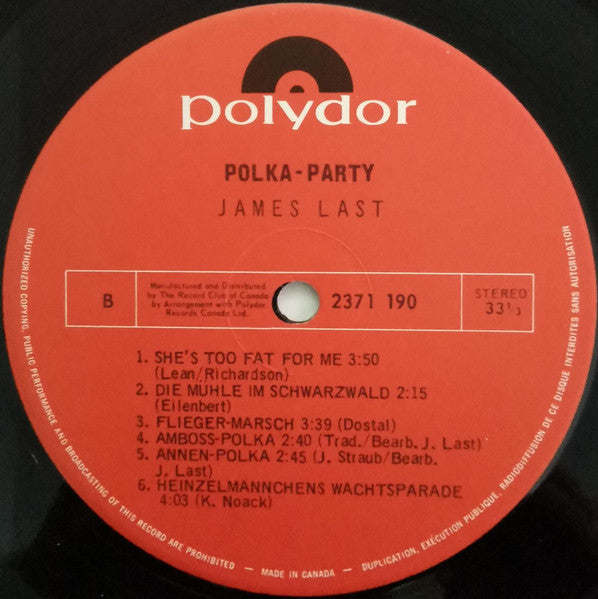 polydor
POLKA-PARTY
JAMES LAST
B
Manufactured and Distributed
by The Record Club of Canada
by Arrangement with Polydor
Records Canada Ltd.
2371 190
STEREO
33⅓
1. SHE'S TOO FAT FOR ME 3:50
(Lean/Richardson)
2. DIE MUHLE IM SCHWARZWALD 2:15
(Eilenbert)
3. FLIEGER-MARSCH 3:39 (Dostal)
4. AMBOSS-POLKA 2:40 (Trad./Bearb. J. Last)
5. ANNEN-POLKA 2:45 (J. Straub/Bearb.
J. Last)
6. HEINZELMANNCHENS WACHTSPARADE
4:03 (K. Noack)
UNAUTHORIZED COPYING, PUBLIC PERFORMANCE AND BROADCASTING OF THIS RECORD ARE PROHIBITED – MADE IN CANADA – DUPLICATION, EXÉCUTION PUBLIQUE, RADIODIFFUSION DE CE DISQUE INTERDITES SANS AUTORISATION